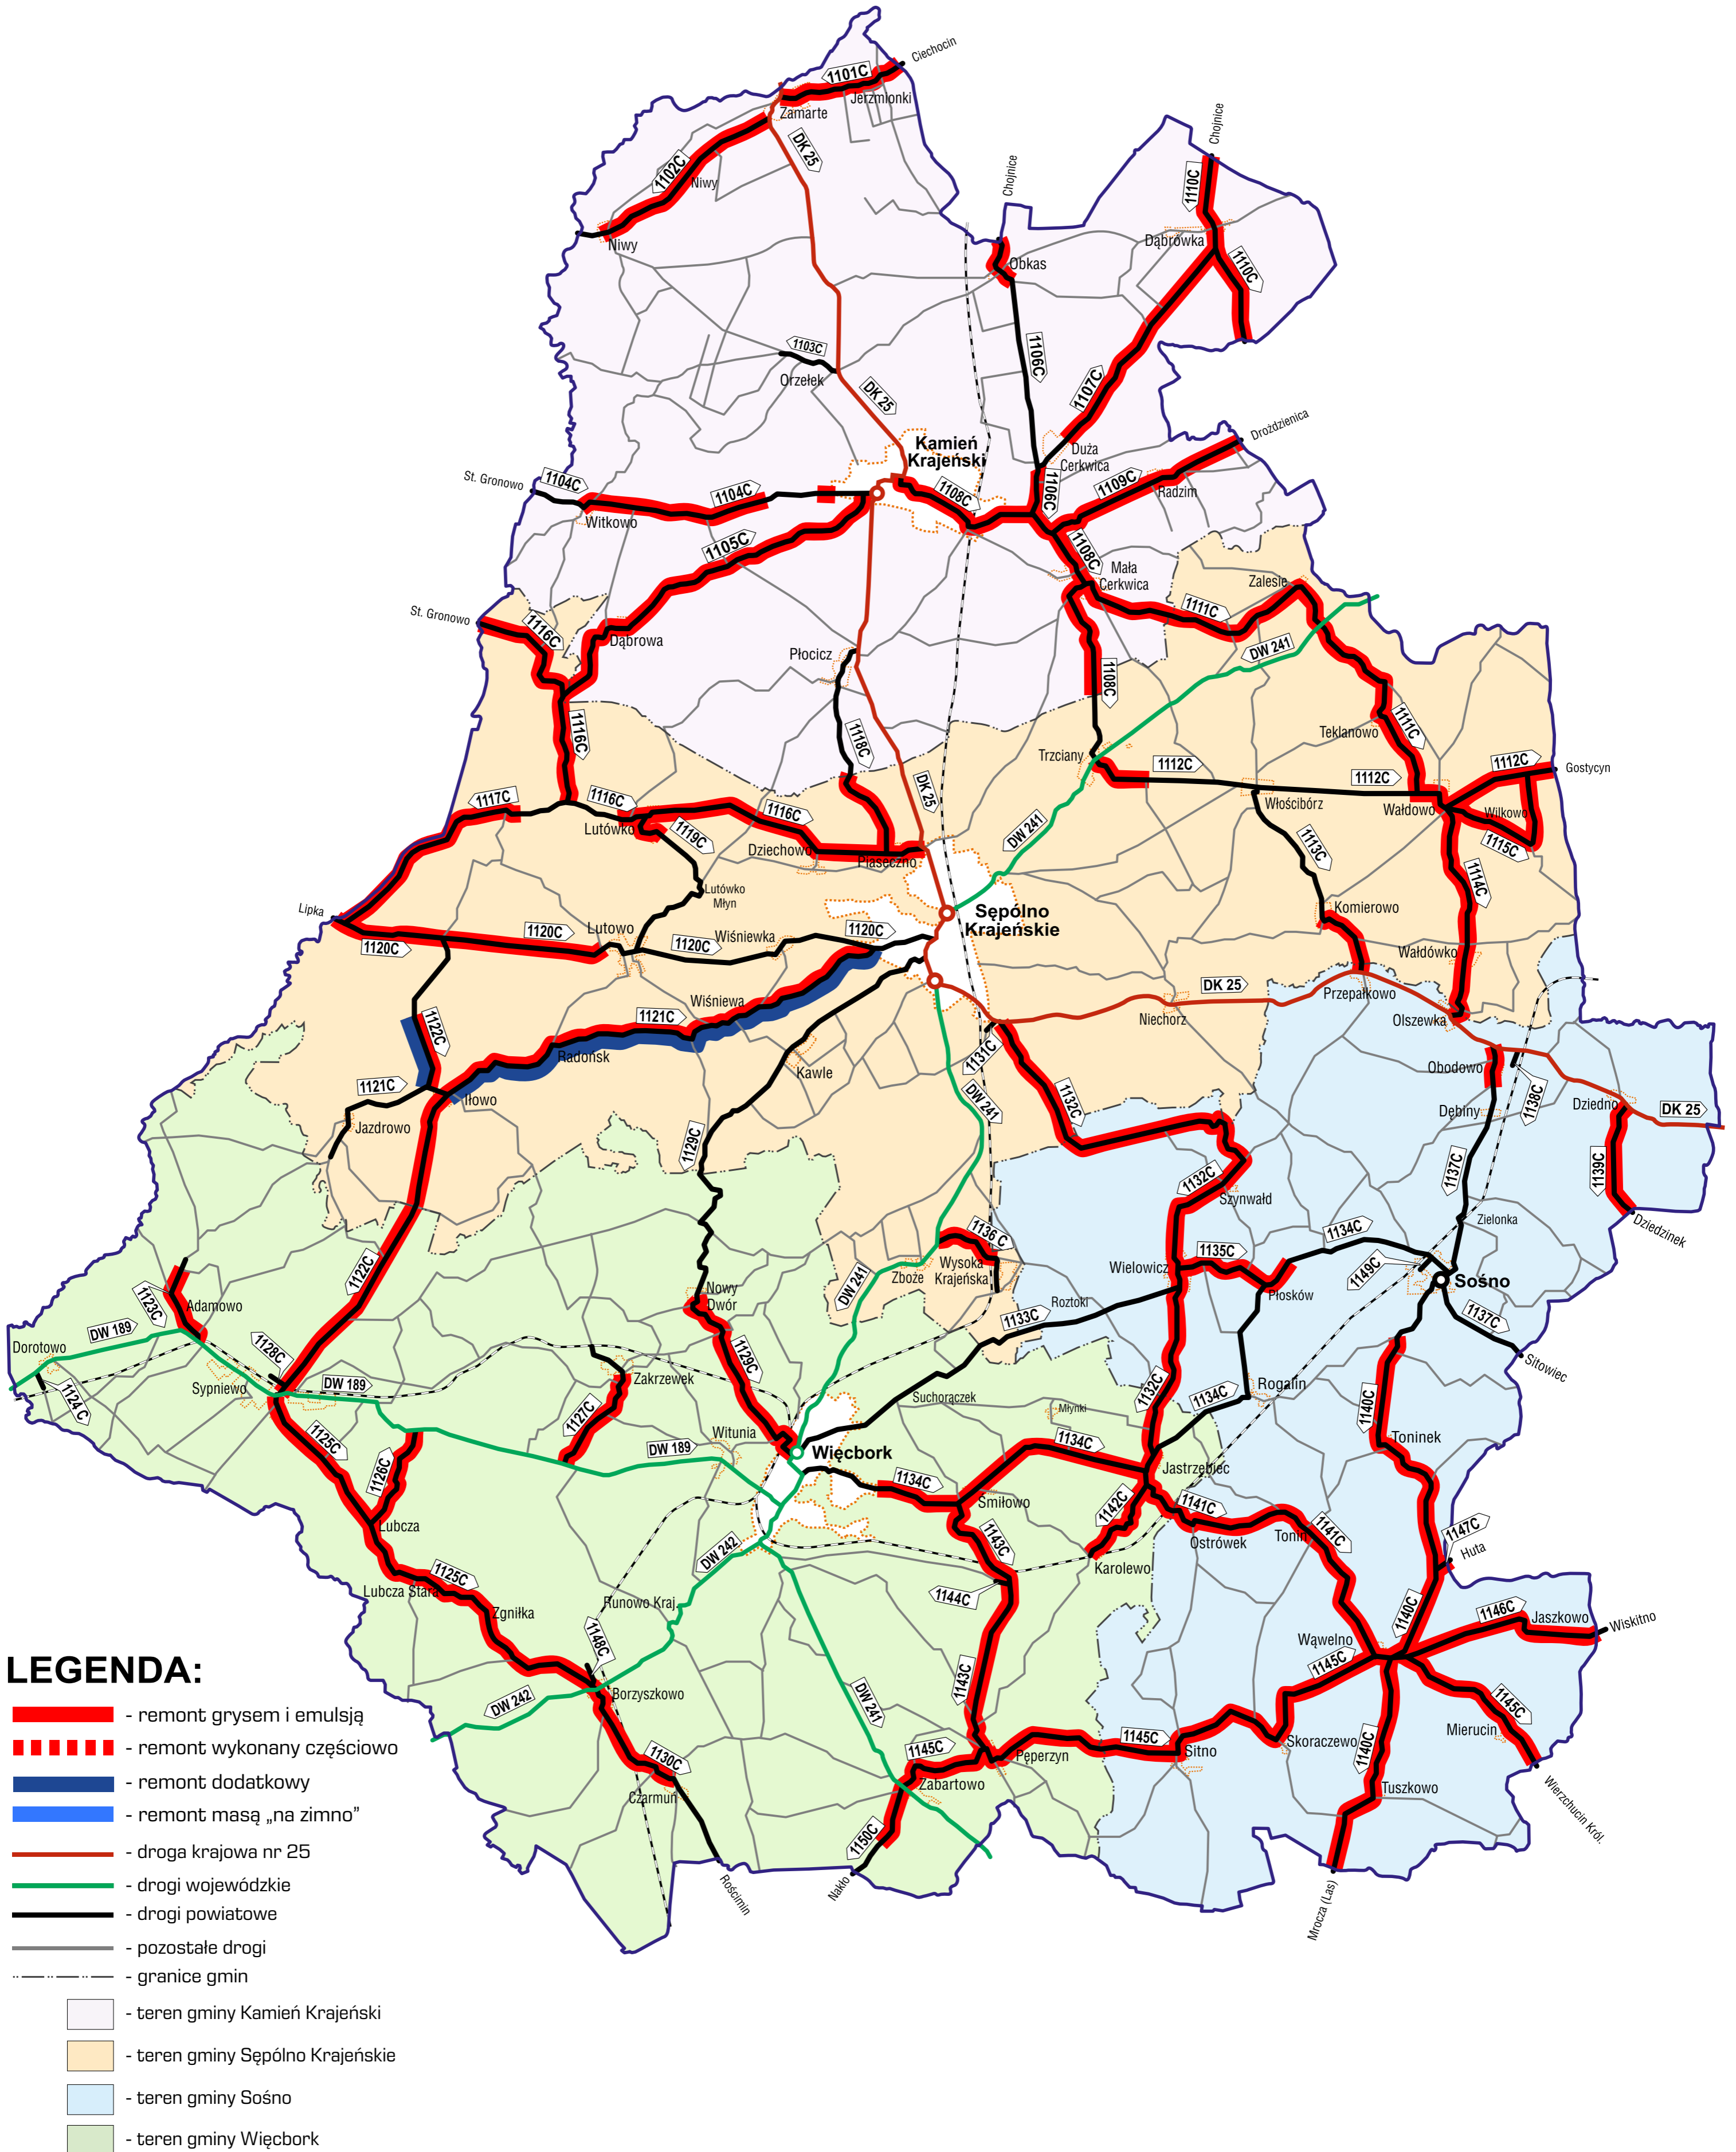 Ciechocin
1101C
Jerzmionki
Zamarte
DK 25
1102C
Niwy
Niwy
Chojnice
Chojnice
1110C
Dąbrówka
1110C
Obkas
1103C
Orzełek
1106C
DK 25
1107C
Kamień
Krajeński
Duża
Cerkwica
Drożdzienica
St. Gronowo
1104C
1104C
1108C
1106C
1109C
Radzim
Witkowo
1105C
1108C
Mała
Cerkwica
Zalesie
1111C
St. Gronowo
1116C
Dąbrowa
Płocicz
DW 241
1108C
1116C
1118C
Teklanowo
1111C
Trzciany
1112C
1112C
1112C
Gostycyn
DK 25
1117C
1116C
1116C
Lutówko
1119C
Dziechowo
Piaseczno
DW 241
Włościbórz
Wałdowo
Wilkowo
1115C
1113C
1114C
Lutówko
Młyn
Lipka
Sępólno
Krajeńskie
Komierowo
1120C
1120C
Lutowo
1120C
Wiśniewka
1120C
Wałdówko
DK 25
Przepałkowo
Niechorz
Olszewka
Wiśniewa
1121C
1122C
Radońsk
Kawle
1131C
Obodowo
1138C
1121C
Iłowo
Jazdrowo
DW 241
1132C
Dębiny
Dziedno
DK 25
1129C
1137C
1139C
1132C
Szynwałd
Dziedzinek
Zielonka
1136 C
1134C
1135C
Wielowicz
1149C
Sośno
Wysoka
Krajeńska
Zboże
1122C
1123C
Adamowo
DW 241
Nowy
Dwór
Roztoki
1133C
Płosków
1137C
Sitowiec
Dorotowo
DW 189
1128C
1124 C
Sypniewo
DW 189
1129C
Zakrzewek
1132C
Rogalin
1134C
1140C
Suchorączek
Młynki
1127C
1125C
1126C
Witunia
DW 189
Więcbork
1134C
Toninek
1134C
Jastrzębiec
Śmiłowo
1142C
1141C
Lubcza
Ostrówek
Tonin
1141C
1147C
Huta
1143C
Karolewo
DW 242
1125C
Lubcza Stara
1144C
Runowo Kraj.
Zgniłka
1148C
1140C
1146C
Jaszkowo
Wiskitno
Wąwelno
1145C
1143C
Borzyszkowo
DW 242
DW 241
1145C
Mierucin
1145C
Skoraczewo
Sitno
1140C
1130C
1145C
Pęperzyn
Zabartowo
Czarmuń
Tuszkowo
Wierzchucin Król.
1150C
Nakło
Rościmin
Mrocza (Las)
LEGENDA:
- remont grysem i emulsją
- remont wykonany częściowo
- remont dodatkowy
- remont masą „na zimno”
- droga krajowa nr 25
- drogi wojewódzkie
- drogi powiatowe
- pozostałe drogi
- granice gmin
- teren gminy Kamień Krajeński
- teren gminy Sępólno Krajeńskie
- teren gminy Sośno
- teren gminy Więcbork